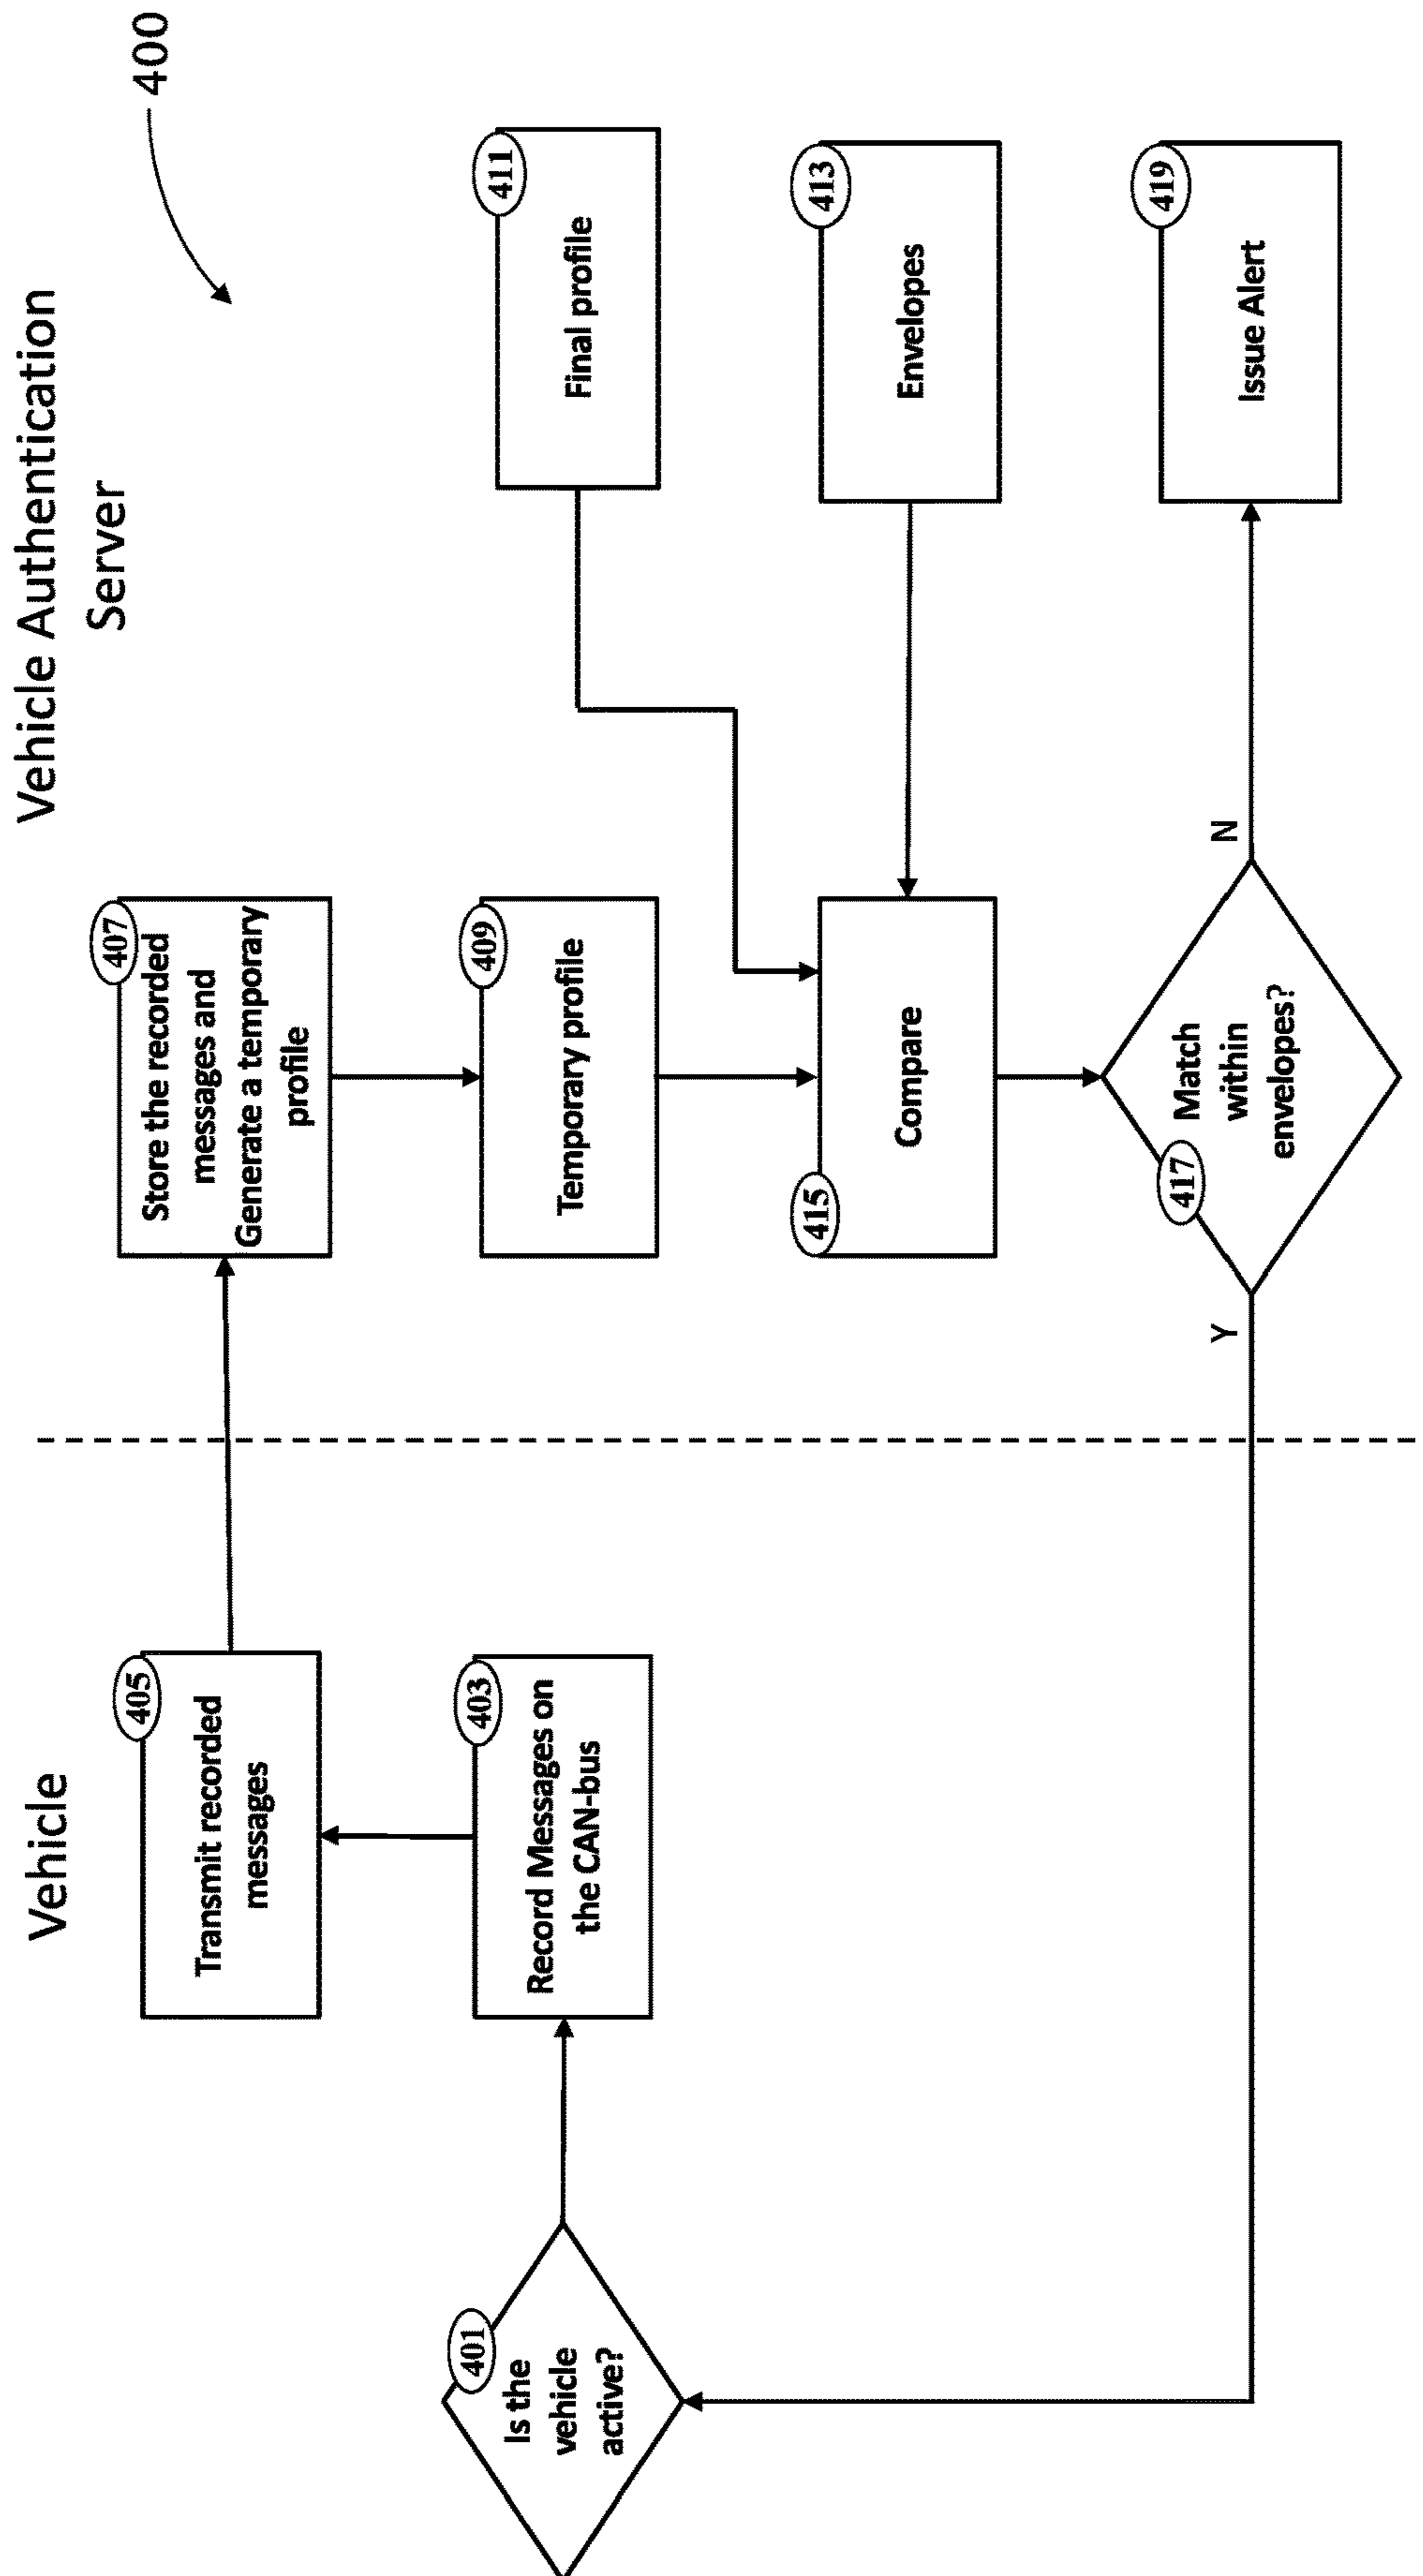 Vehicle
Vehicle Authentication
Server
400
401
Is the
vehicle
active?
403
Record Messages on
the CAN-bus
405
Transmit recorded
messages
407
Store the recorded
messages and
Generate a temporary
profile
409
Temporary profile
411
Final profile
413
Envelopes
415
Compare
417
Match
within
envelopes?
Y
N
419
Issue Alert